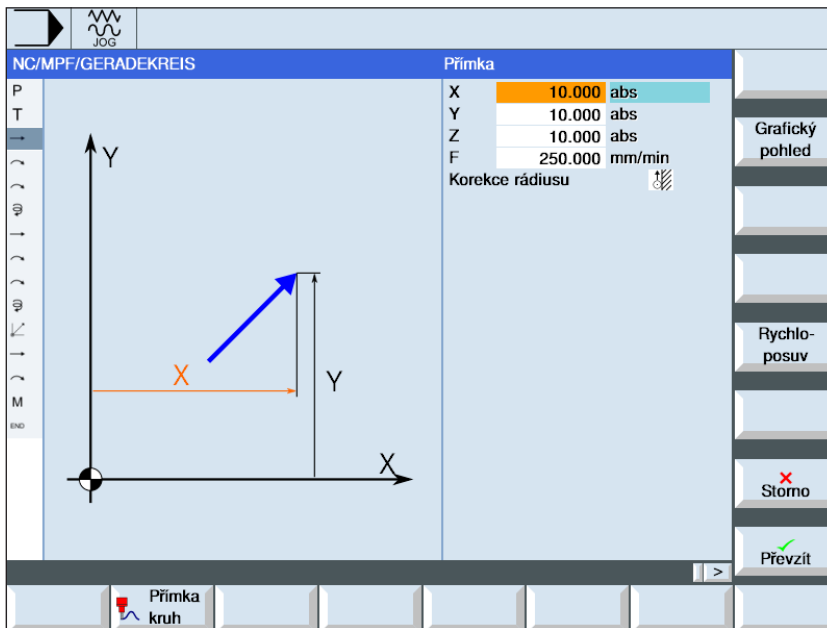 JOG
NC/MPF/GERADEKREIS
Přímka
P
T
M
END
Y
X
Y
X
X 10.000 abs
Y 10.000 abs
Z 10.000 abs
F 250.000 mm/min
Korekce rádiusu
Grafický
pohled
Rychlo-
posuv
Storno
Převzít
>
Přímka
kruh